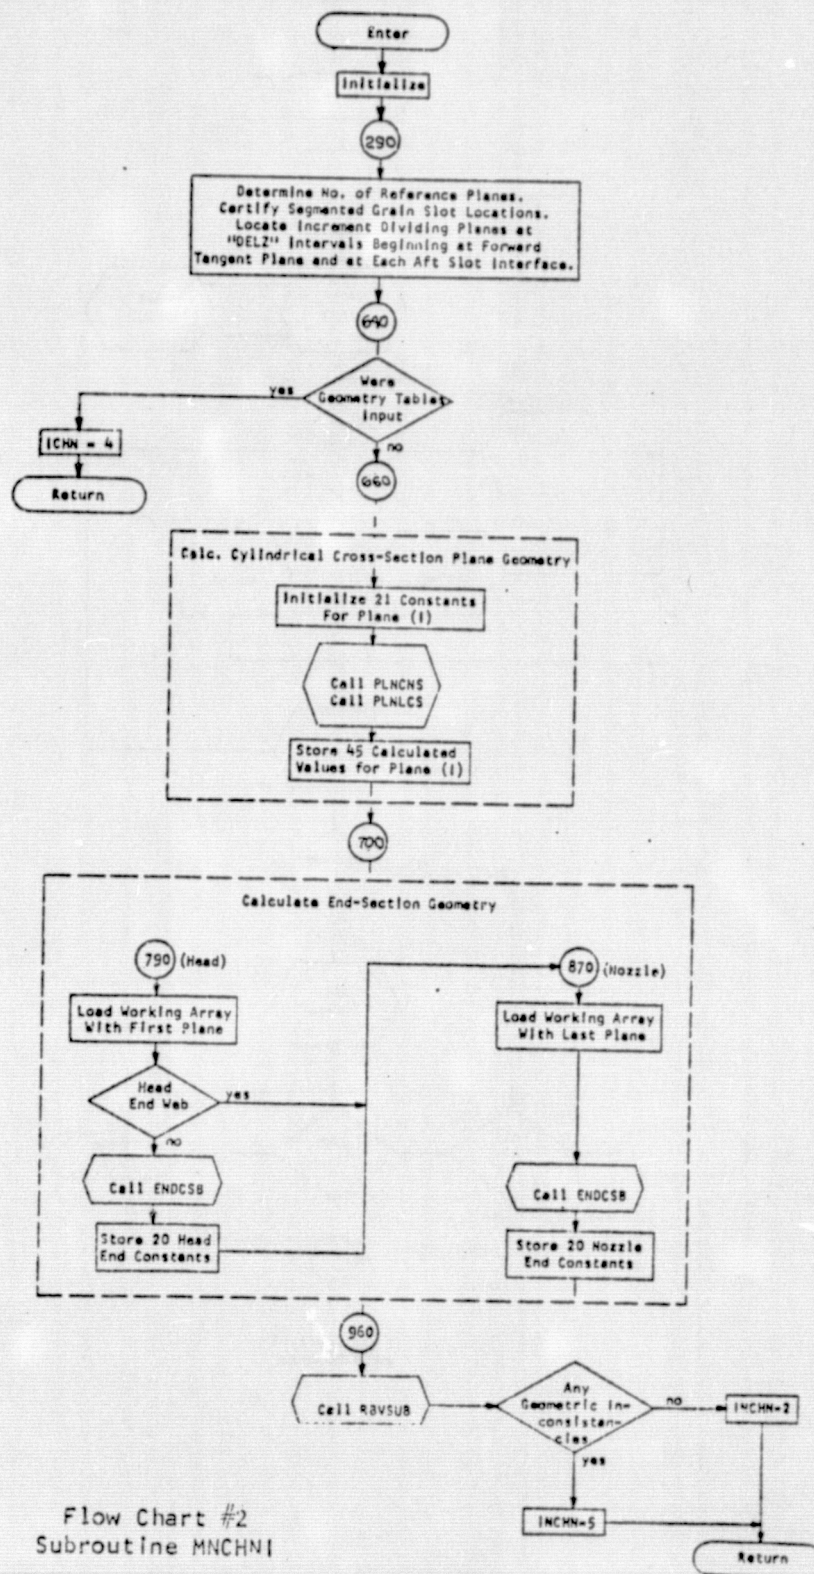 Enter
Initialize
290
Determine No. of Reference Planes.
Certify Segmented Grain Slot Locations.
Locate Increment Dividing Planes at
"DELZ" Intervals Beginning at Forward
Tangent Plane and at Each Aft Slot Interface.
640
Were
Geometry Tables
Input
yes
no
ICHN = 4
Return
660
Calc. Cylindrical Cross-Section Plane Geometry
Initialize 21 Constants
For Plane (I)
Call PLNCNS
Call PLNLCS
Store 45 Calculated
Values for Plane (I)
700
Calculate End-Section Geometry
790 (Head)
Load Working Array
With First Plane
Head
End Web
yes
no
Call ENDCSB
Store 20 Head
End Constants
870 (Nozzle)
Load Working Array
With Last Plane
Call ENDCSB
Store 20 Nozzle
End Constants
960
Call RBVSUB
Any
Geometric In-
consistan-
cies
no
yes
INCHN=2
INCHN=5
Return
Flow Chart #2
Subroutine MNCHN1